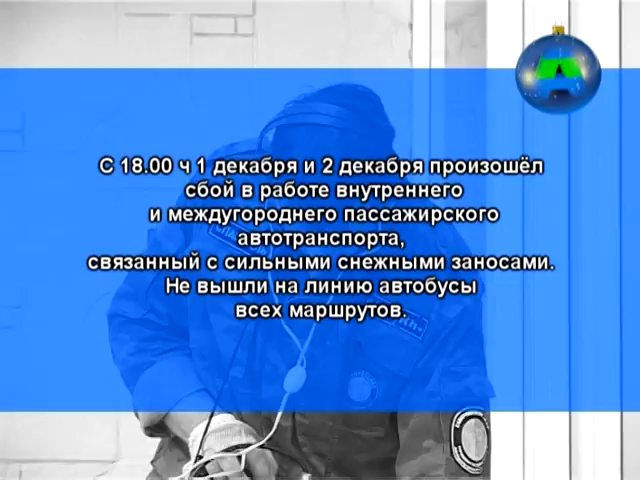 С 18.00 ч 1 декабря и 2 декабря произошёл
сбой в работе внутреннего
и междугороднего пассажирского
автотранспорта,
связанный с сильными снежными заносами.
Не вышли на линию автобусы
всех маршрутов.